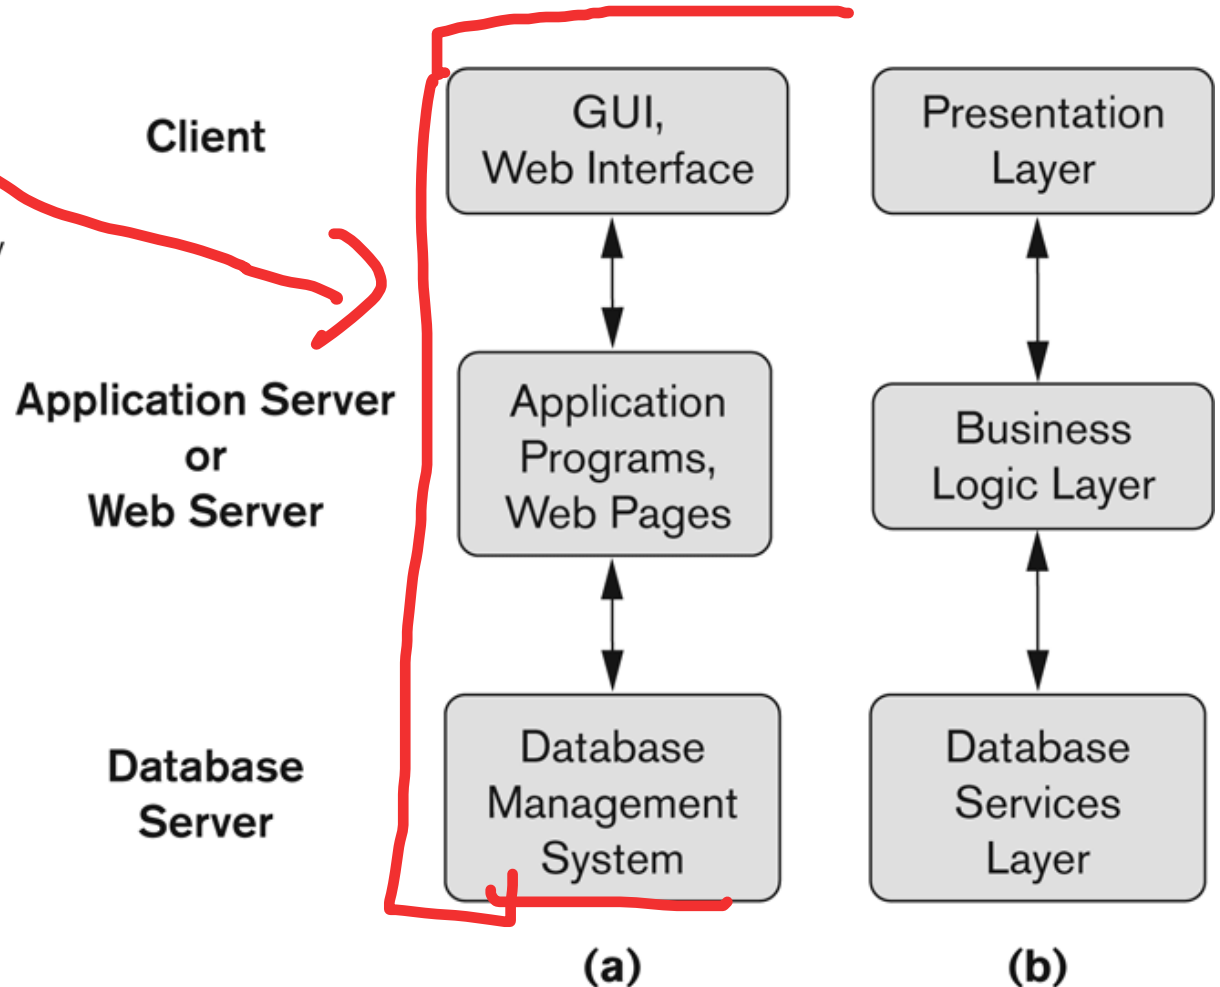 Client
GUI,
Web Interface
Presentation
Layer
Application Server
or
Web Server
Application
Programs,
Web Pages
Business
Logic Layer
Database
Server
Database
Management
System
Database
Services
Layer
(a)
(b)